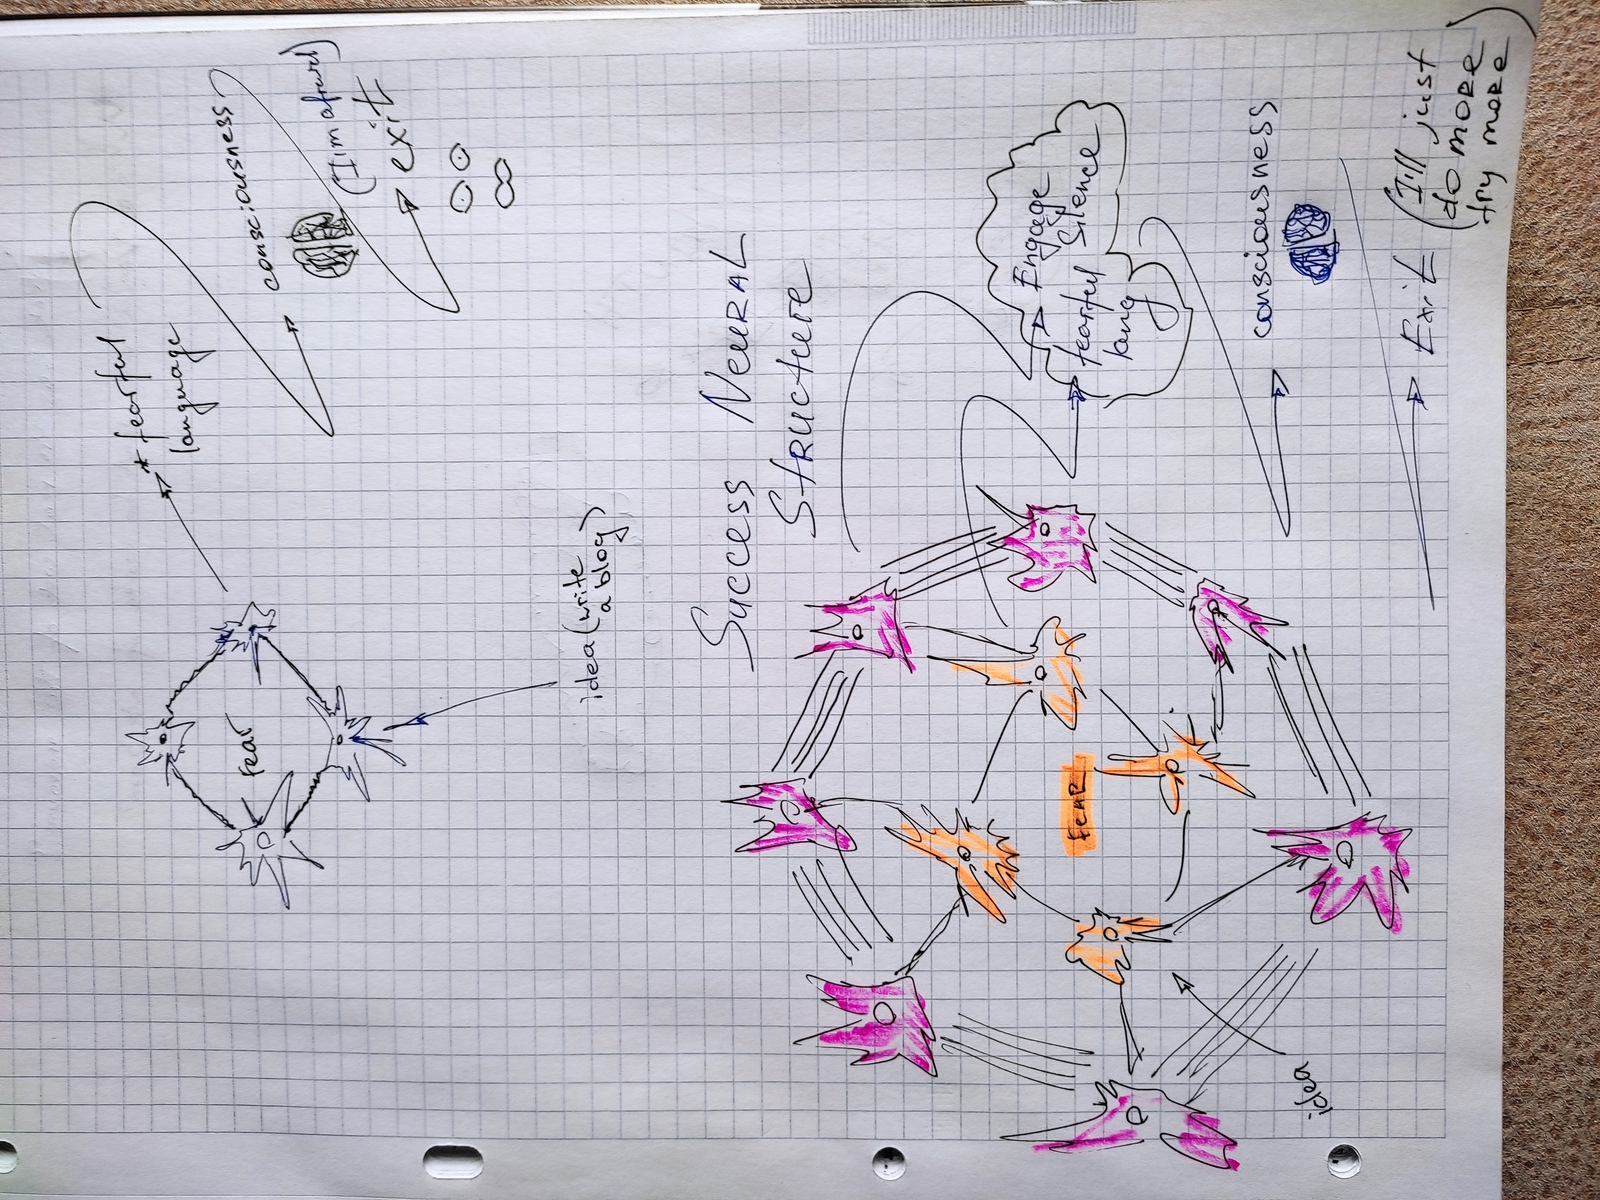 * fearful
language
Fear
consciousness
(I'm afraid)
exit
idea (write
a blog)
Success Neural
Structure
Engage
Silence
fearful
lang
Fear
idea
consciousness
Exit (I'll just
do more
try more)